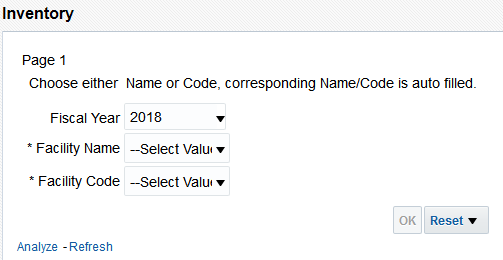 Inventory
Page 1
Choose either Name or Code, corresponding Name/Code is auto filled.
Fiscal Year 2018
* Facility Name --Select Valu
* Facility Code --Select Valu
OK Reset
Analyze - Refresh